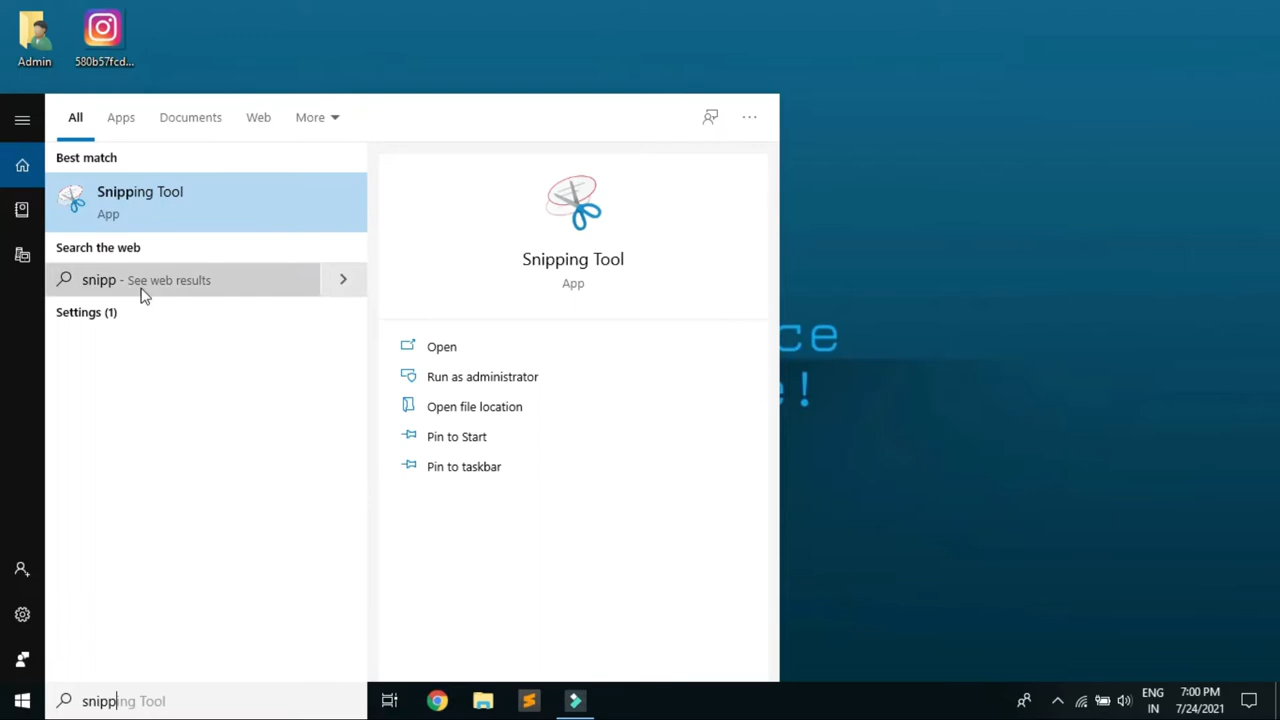 Admin
580b57fcd...
All
Apps
Documents
Web
More
Best match
Snipping Tool
App
Search the web
snipp - See web results
Settings (1)
Snipping Tool
App
Open
Run as administrator
Open file location
Pin to Start
Pin to taskbar
ce
!
snipping Tool
ENG
IN
7:00 PM
7/24/2021